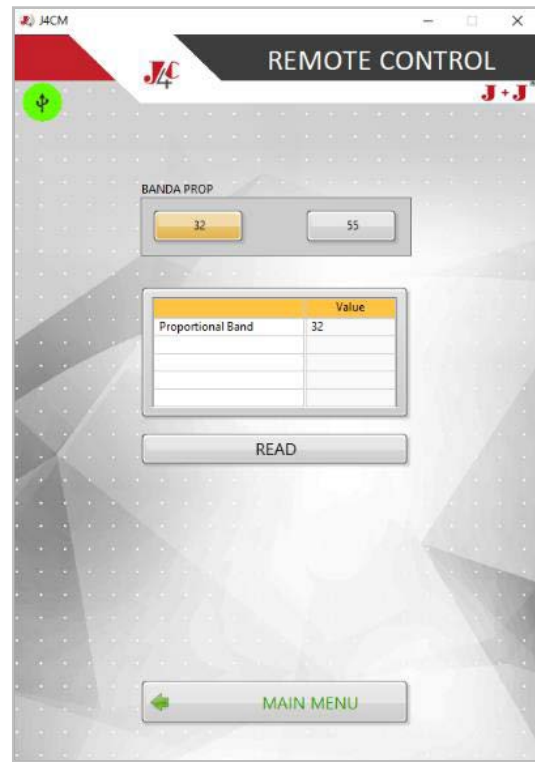 J4CM
J4C
REMOTE CONTROL
J+J
BANDA PROP
32 55
Value
Proportional Band 32
READ
MAIN MENU